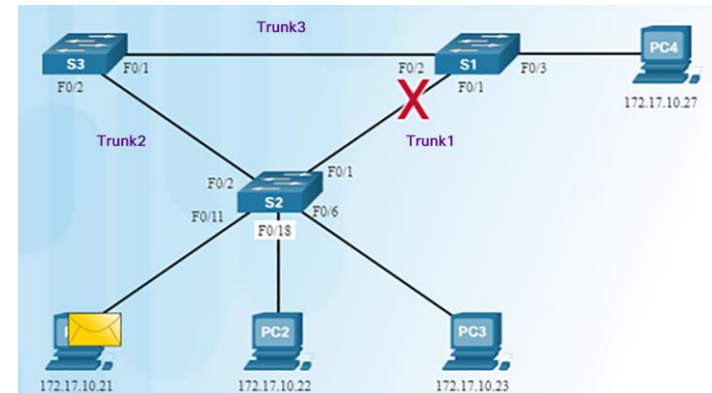 Trunk3
S3
F0/1
F0/2
S1
F0/3
PC4
F0/2
F0/1
172.17.10.27
Trunk2
Trunk1
F0/2
F0/1
S2
F0/11
F0/6
F0/18
PC2
PC3
172.17.10.21
172.17.10.22
172.17.10.23